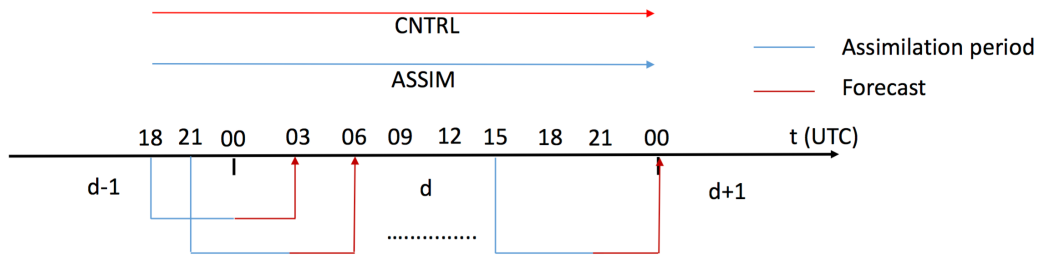 CNTRL
ASSIM
Assimilation period
Forecast
18 21 00 03 06 09 12 15 18 21 00 t (UTC)
d-1 d d+1
..............